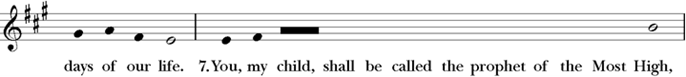 days of our life. 7.You, my child, shall be called the prophet of the Most High,